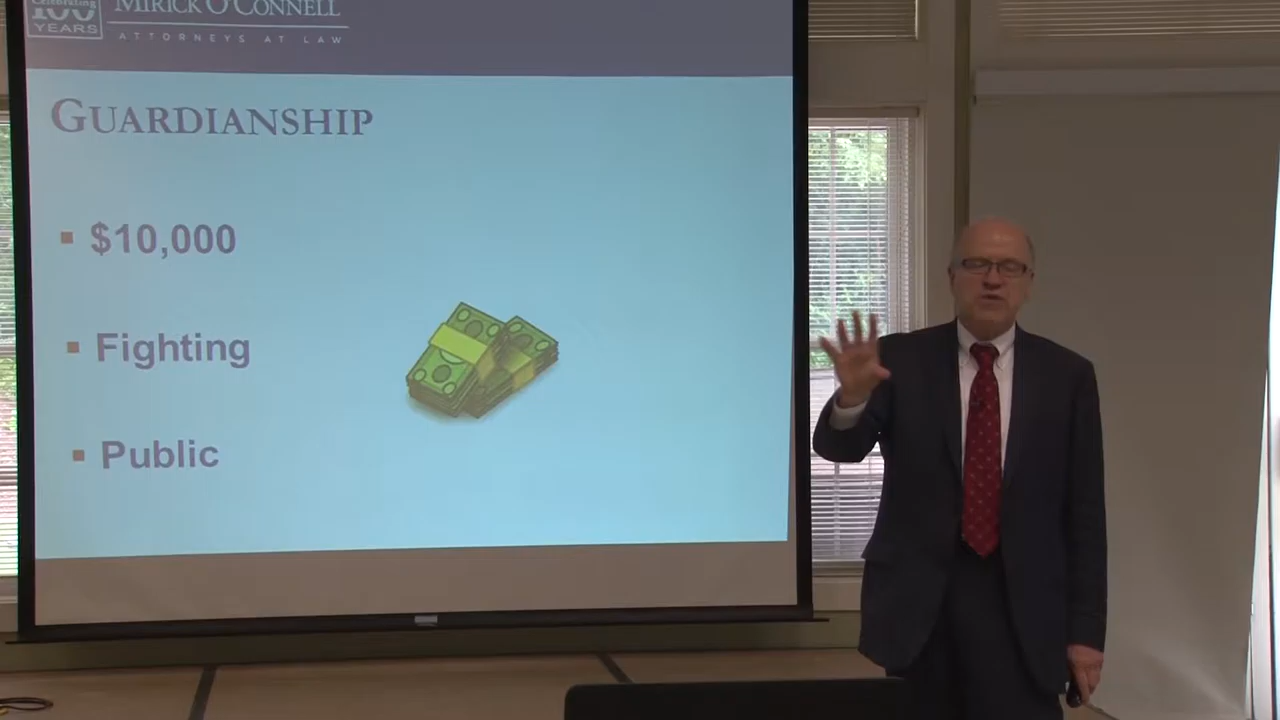 Celebrating
100
YEARS
MIRICK O'CONNELL
ATTORNEYS AT LAW
GUARDIANSHIP
$10,000
Fighting
Public